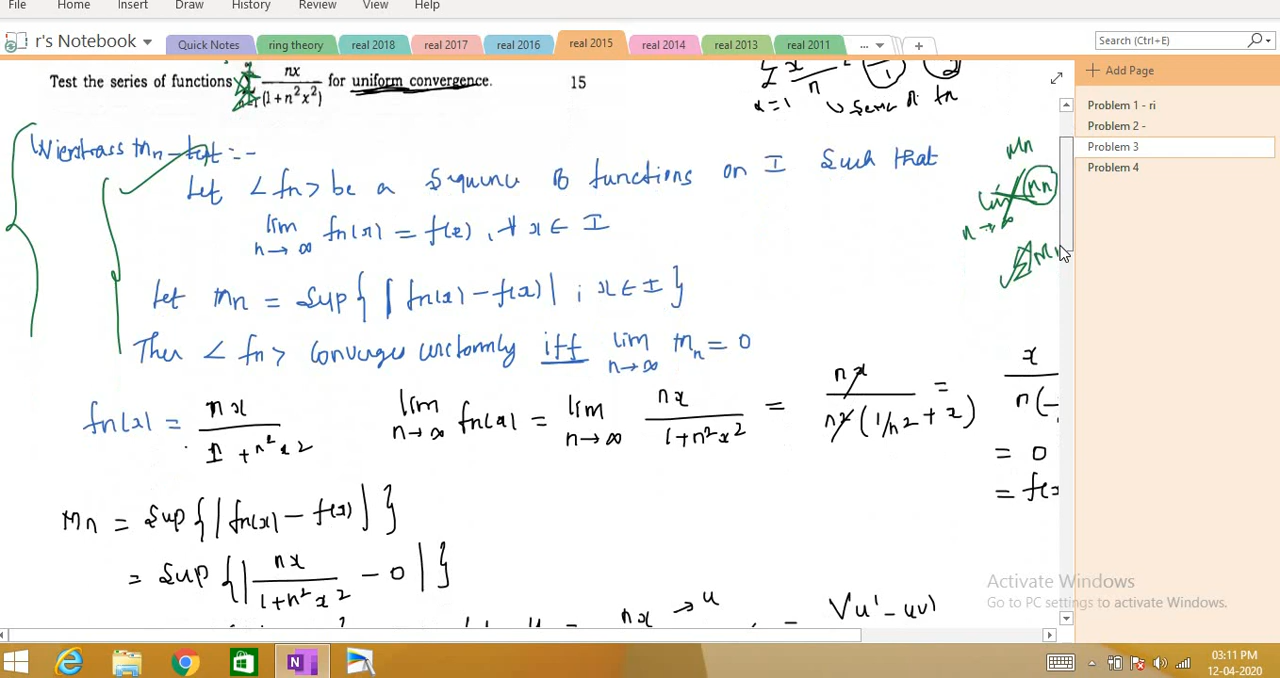 File Home Insert Draw History Review View Help
r's Notebook
Quick Notes ring theory real 2018 real 2017 real 2016 real 2015 real 2014 real 2013 real 2011 ...
Search (Ctrl+E)
Add Page
Problem 1 - ri
Problem 2 -
Problem 3
Problem 4
Test the series of functions nx/(1+n²x²) for uniform convergence. 15
Wierstrass Mn-test :-
Let <fn> be a sequence of functions on I such that
lim n→∞ fn(x) = f(x), ∀ x ∈ I
Let Mn = Sup{ | fn(x) - f(x) | ; x ∈ I }
Then <fn> converges uniformly iff lim n→∞ Mn = 0
fn(x) = nx / 1 + n²x²
lim n→∞ fn(x) = lim n→∞ nx / 1+n²x² = nx / n²(1/n² + x) =
x
= 0
Mn = Sup{ | fn(x) - f(x) | }
= Sup{ | nx / 1+n²x² - 0 | }
nx → u
Vu' - uv'
Mn
Activate Windows
Go to PC settings to activate Windows.
03:11 PM
12-04-2020